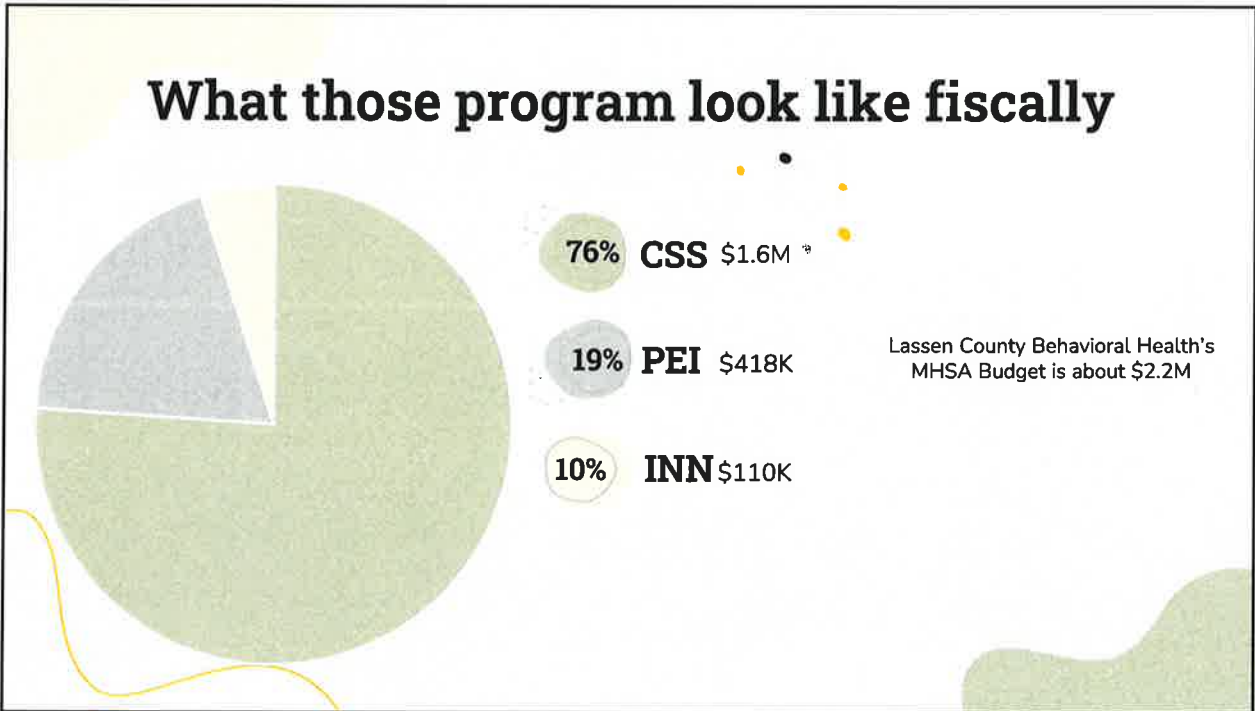 What those program look like fiscally
76% CSS $1.6M
19% PEI $418K
Lassen County Behavioral Health's
MHSA Budget is about $2.2M
10% INN $110K